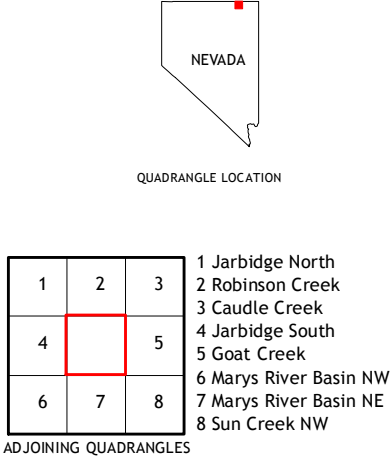 NEVADA
QUADRANGLE LOCATION
1 2 3
4 5
6 7 8
1 Jarbidge North
2 Robinson Creek
3 Caudle Creek
4 Jarbidge South
5 Goat Creek
6 Marys River Basin NW
7 Marys River Basin NE
8 Sun Creek NW
ADJOINING QUADRANGLES